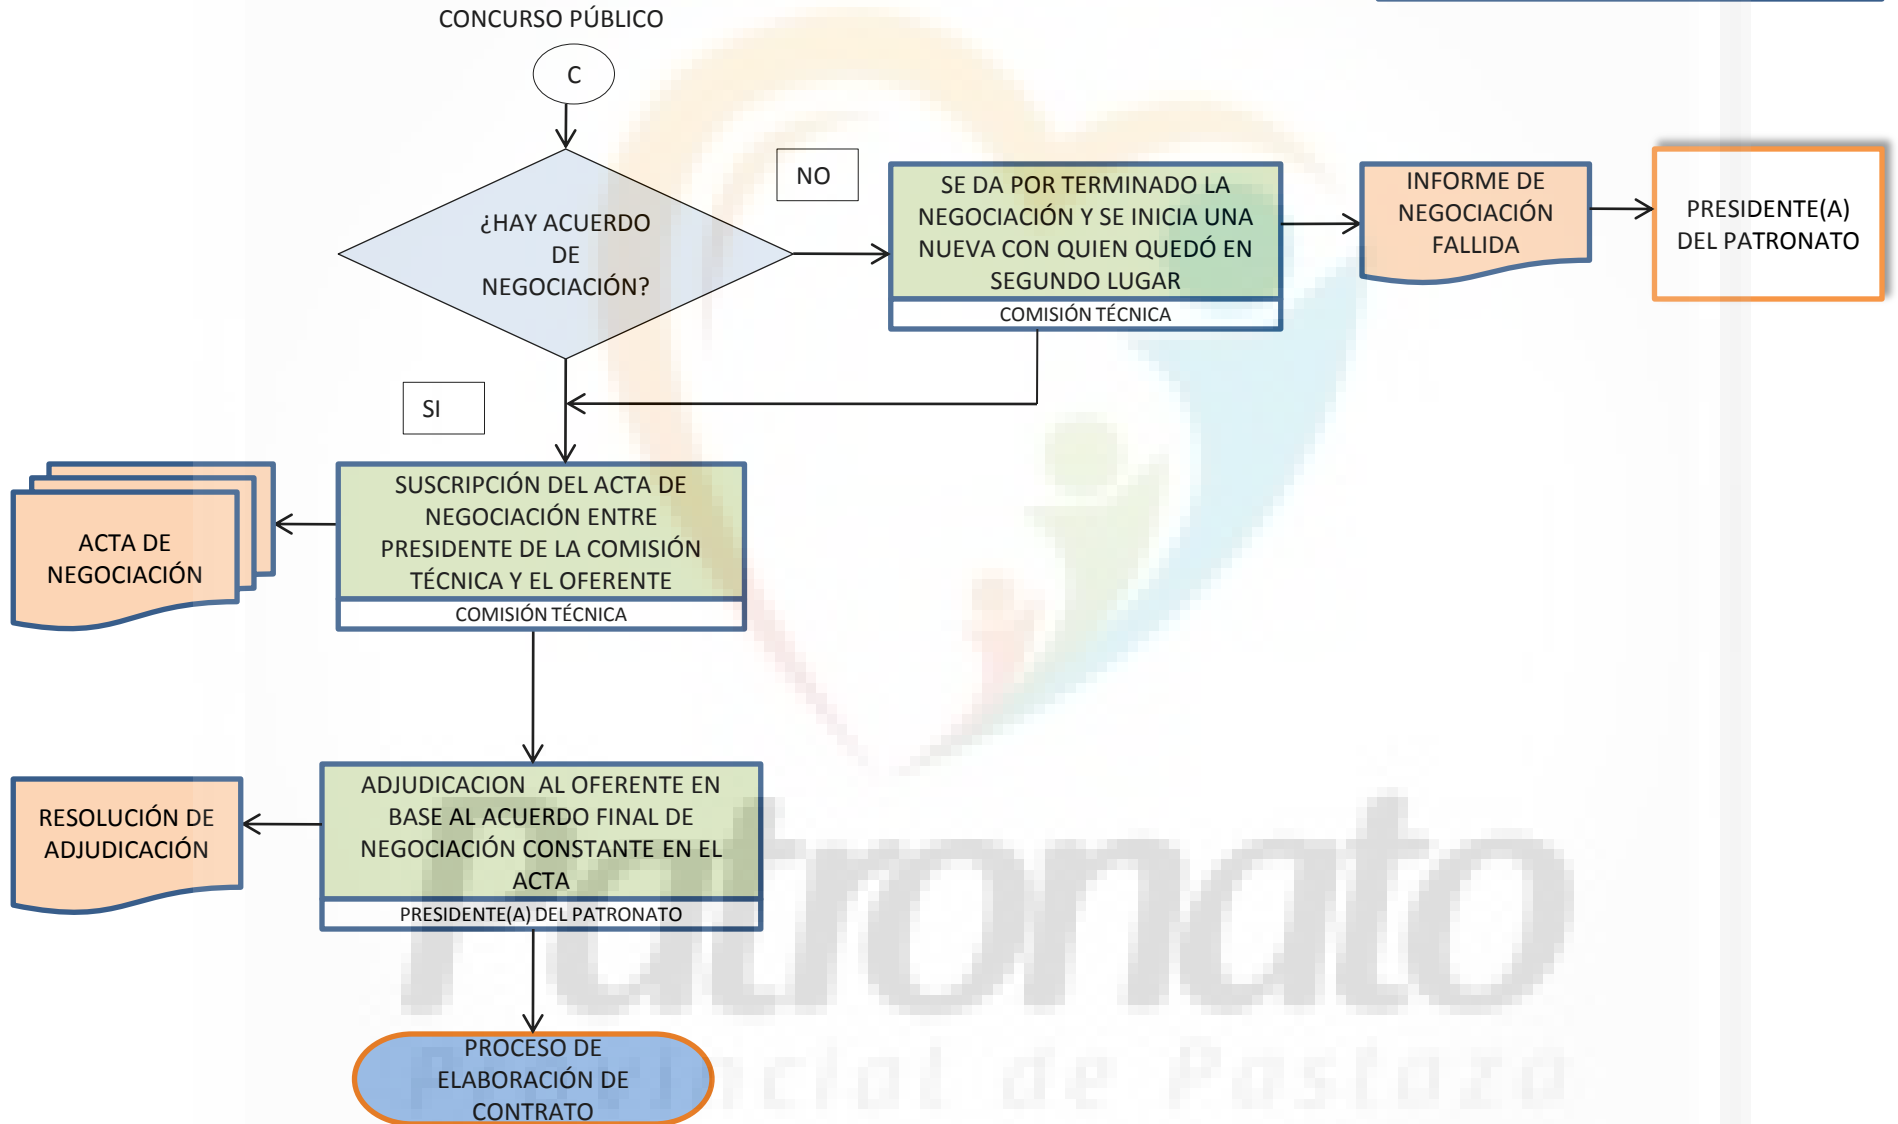 CONCURSO PÚBLICO
C
¿HAY ACUERDO
DE
NEGOCIACIÓN?
NO
SE DA POR TERMINADO LA
NEGOCIACIÓN Y SE INICIA UNA
NUEVA CON QUIEN QUEDÓ EN
SEGUNDO LUGAR
COMISIÓN TÉCNICA
INFORME DE
NEGOCIACIÓN
FALLIDA
PRESIDENTE(A)
DEL PATRONATO
SI
SUSCRIPCIÓN DEL ACTA DE
NEGOCIACIÓN ENTRE
PRESIDENTE DE LA COMISIÓN
TÉCNICA Y EL OFERENTE
COMISIÓN TÉCNICA
ACTA DE
NEGOCIACIÓN
ADJUDICACION  AL OFERENTE EN
BASE AL ACUERDO FINAL DE
NEGOCIACIÓN CONSTANTE EN EL
ACTA
PRESIDENTE(A) DEL PATRONATO
RESOLUCIÓN DE
ADJUDICACIÓN
PROCESO DE
ELABORACIÓN DE
CONTRATO
Patronato
Provincial de Pastaza